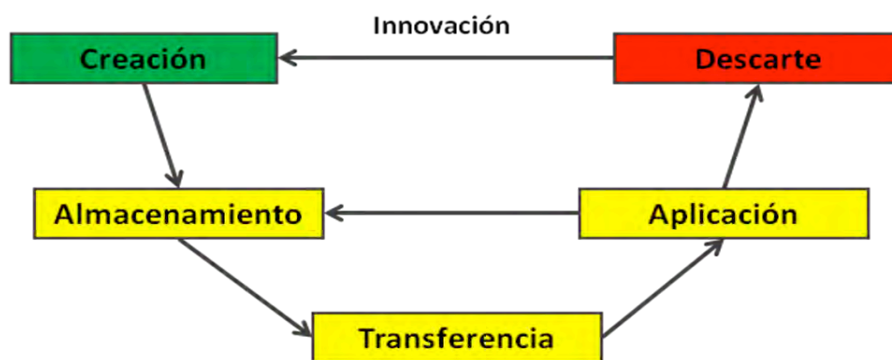 Innovación
Creación
Descarte
Almacenamiento
Aplicación
Transferencia